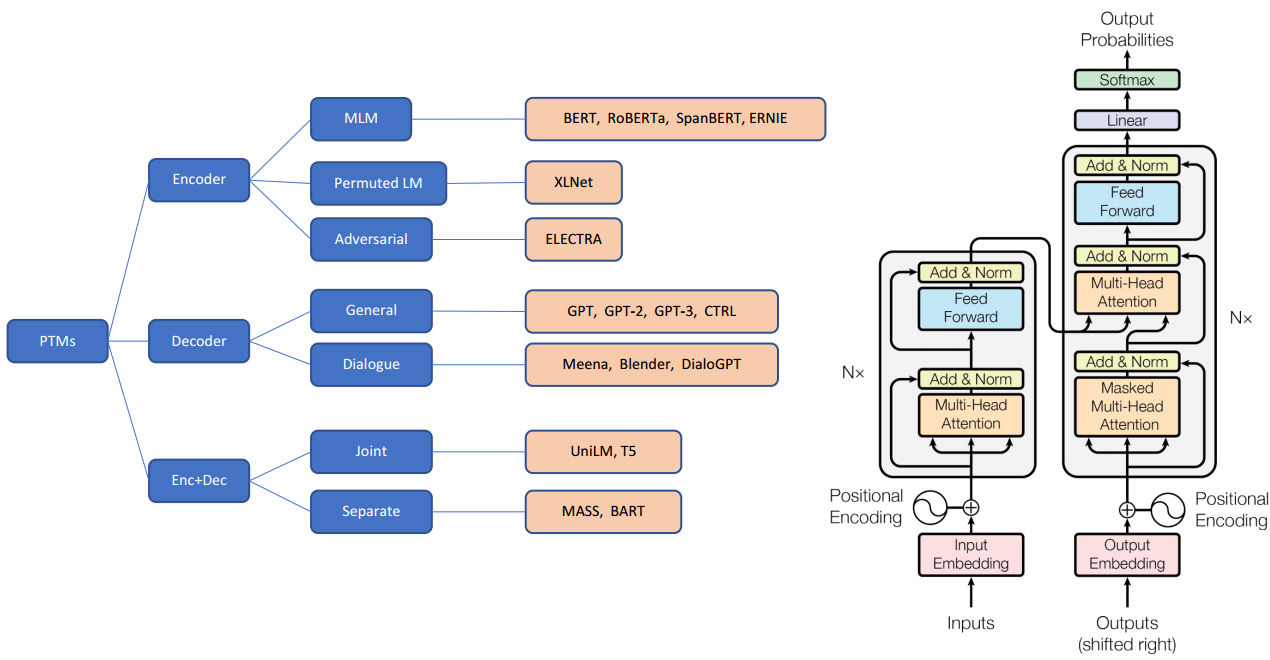 PTMs
Encoder
MLM
BERT, RoBERTa, SpanBERT, ERNIE
Permuted LM
XLNet
Adversarial
ELECTRA
Decoder
General
GPT, GPT-2, GPT-3, CTRL
Dialogue
Meena, Blender, DialoGPT
Enc+Dec
Joint
UniLM, T5
Separate
MASS, BART
Output
Probabilities
Softmax
Linear
Add & Norm
Feed
Forward
Add & Norm
Multi-Head
Attention
Add & Norm
Masked
Multi-Head
Attention
N×
Positional
Encoding
Output
Embedding
Outputs
(shifted right)
Add & Norm
Feed
Forward
Add & Norm
Multi-Head
Attention
N×
Positional
Encoding
Input
Embedding
Inputs